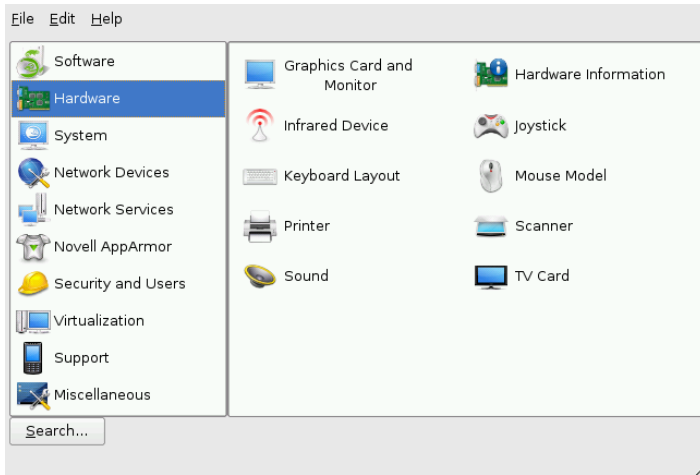 File Edit Help
Software
Hardware
System
Network Devices
Network Services
Novell AppArmor
Security and Users
Virtualization
Support
Miscellaneous
Search...
Graphics Card and
Monitor
Hardware Information
Infrared Device
Joystick
Keyboard Layout
Mouse Model
Printer
Scanner
Sound
TV Card